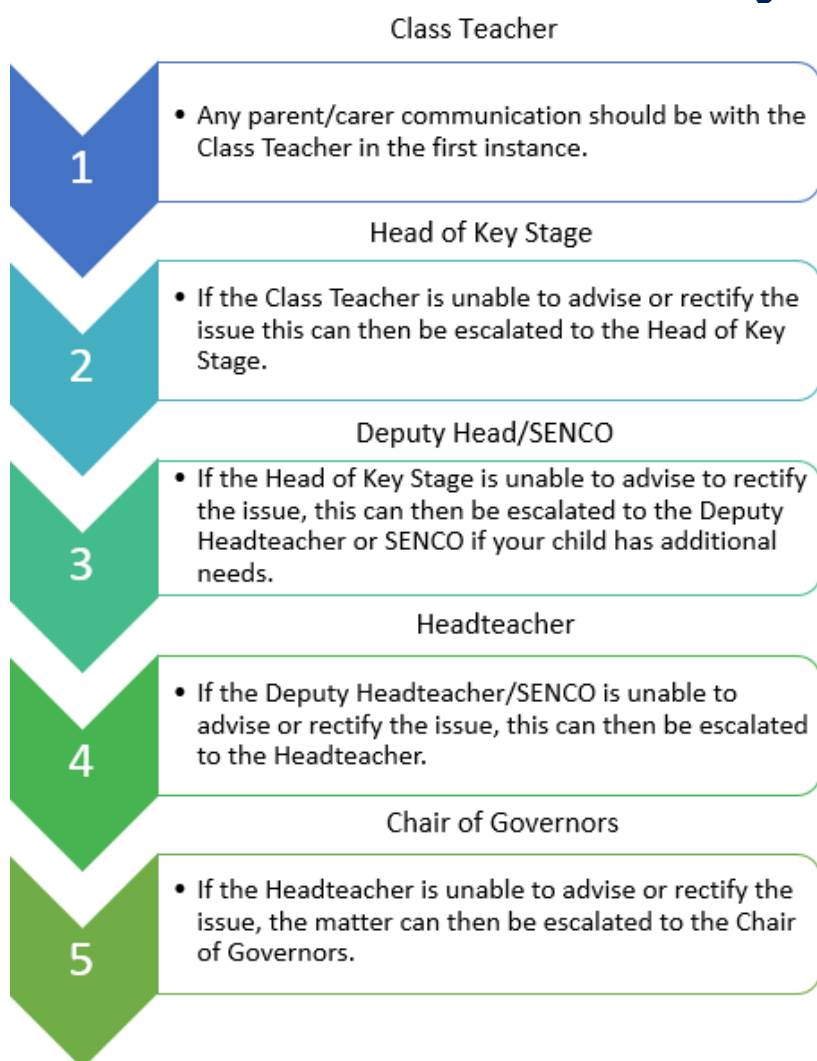 Class Teacher
1
• Any parent/carer communication should be with the
Class Teacher in the first instance.
Head of Key Stage
2
• If the Class Teacher is unable to advise or rectify the
issue this can then be escalated to the Head of Key
Stage.
Deputy Head/SENCO
3
• If the Head of Key Stage is unable to advise to rectify
the issue, this can then be escalated to the Deputy
Headteacher or SENCO if your child has additional
needs.
Headteacher
4
• If the Deputy Headteacher/SENCO is unable to
advise or rectify the issue, this can then be escalated
to the Headteacher.
Chair of Governors
5
• If the Headteacher is unable to advise or rectify the
issue, the matter can then be escalated to the Chair
of Governors.